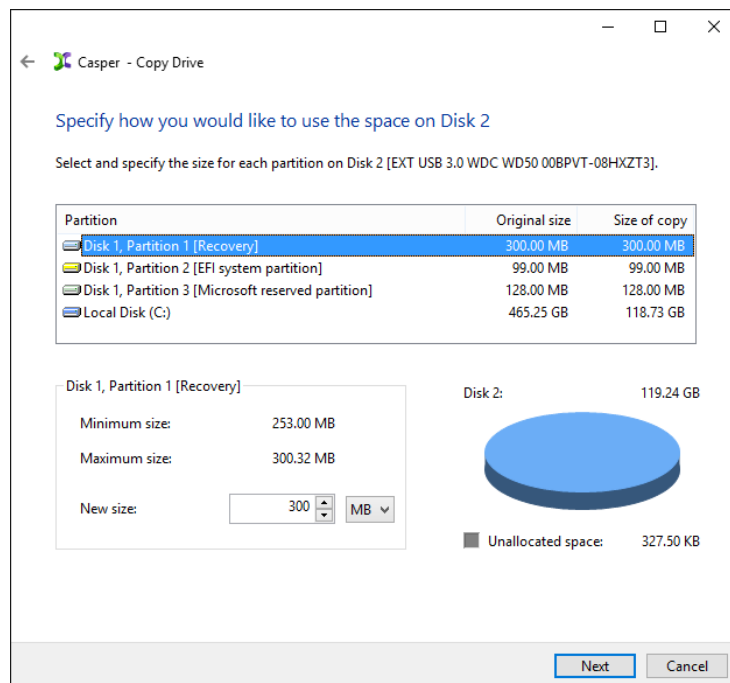 Casper - Copy Drive
Specify how you would like to use the space on Disk 2
Select and specify the size for each partition on Disk 2 [EXT USB 3.0 WDC WD50 00BPVT-08HXZT3].
Partition Original size Size of copy
Disk 1, Partition 1 [Recovery] 300.00 MB 300.00 MB
Disk 1, Partition 2 [EFI system partition] 99.00 MB 99.00 MB
Disk 1, Partition 3 [Microsoft reserved partition] 128.00 MB 128.00 MB
Local Disk (C:) 465.25 GB 118.73 GB
Disk 1, Partition 1 [Recovery]
Minimum size: 253.00 MB
Maximum size: 300.32 MB
New size: 300 MB
Disk 2: 119.24 GB
Unallocated space: 327.50 KB
Next Cancel